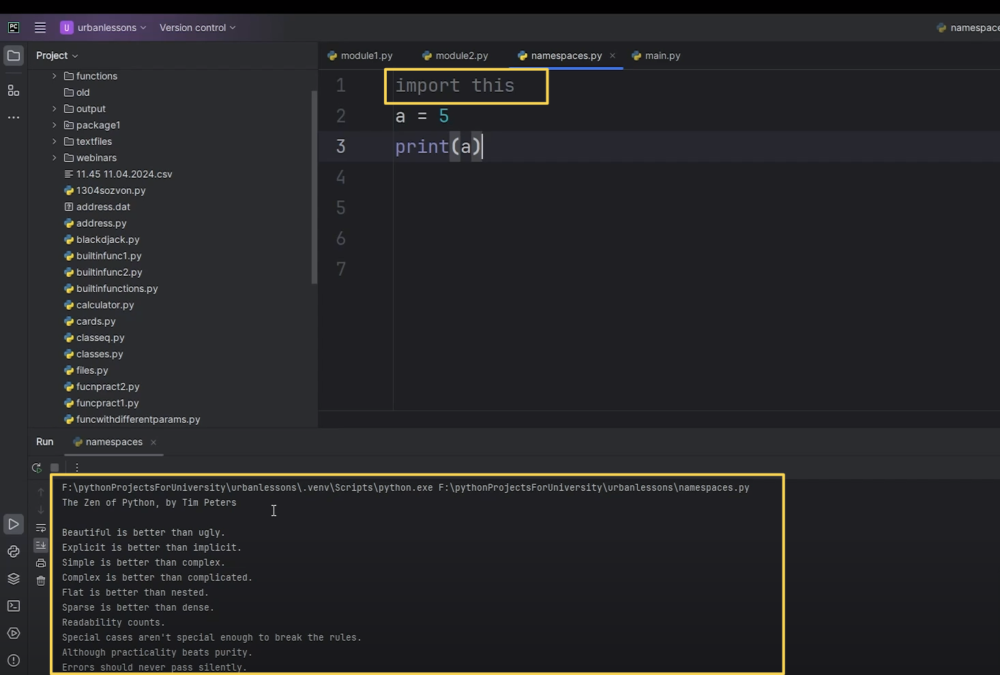 PC
U urbanlessons Version control
namespace
Project
module1.py module2.py namespaces.py main.py
functions
old
output
package1
textfiles
webinars
11.45 11.04.2024.csv
1304sozvon.py
address.dat
address.py
blackdjack.py
builtinfunc1.py
builtinfunc2.py
builtinfunctions.py
calculator.py
cards.py
classeq.py
classes.py
files.py
fucnpract2.py
funcpract1.py
funcwithdifferentparams.py
1 import this
2 a = 5
3 print(a)
4
5
6
7
Run namespaces
F:\pythonProjectsForUniversity\urbanlessons\.venv\Scripts\python.exe F:\pythonProjectsForUniversity\urbanlessons\namespaces.py
The Zen of Python, by Tim Peters
Beautiful is better than ugly.
Explicit is better than implicit.
Simple is better than complex.
Complex is better than complicated.
Flat is better than nested.
Sparse is better than dense.
Readability counts.
Special cases aren't special enough to break the rules.
Although practicality beats purity.
Errors should never pass silently.